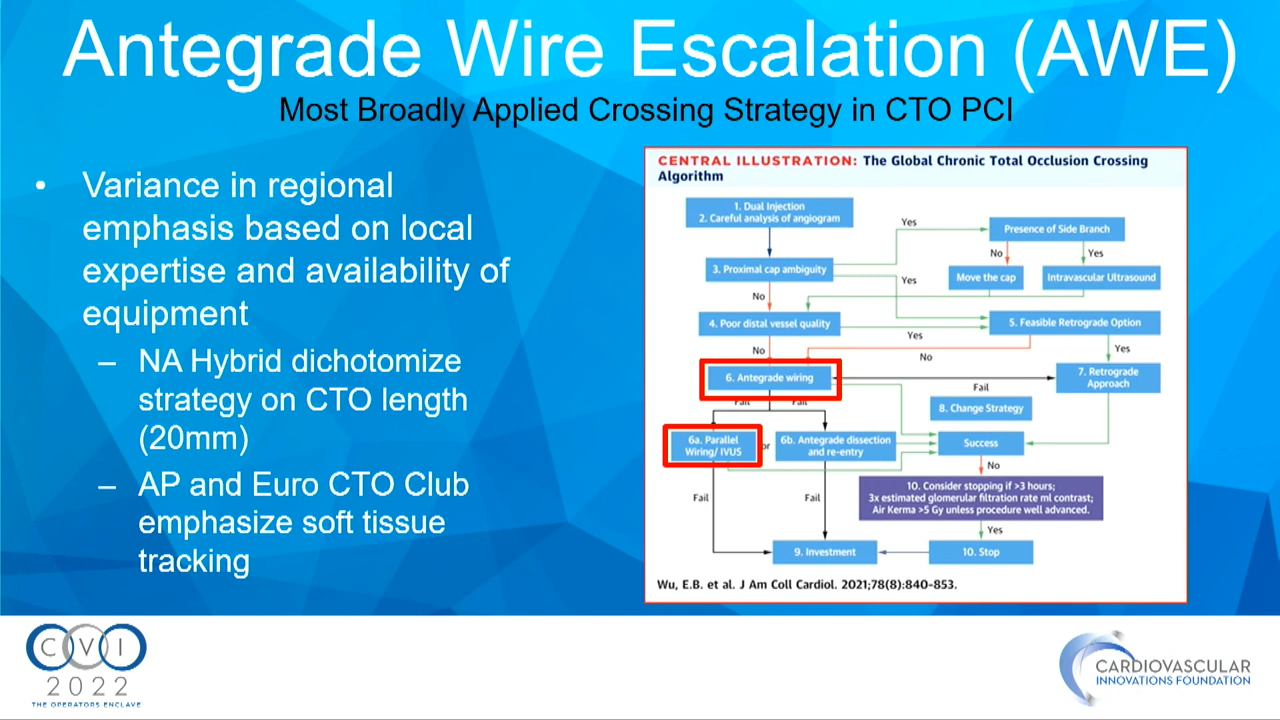 Antegrade Wire Escalation (AWE)
Most Broadly Applied Crossing Strategy in CTO PCI
• Variance in regional
emphasis based on local
expertise and availability of
equipment
– NA Hybrid dichotomize
strategy on CTO length
(20mm)
– AP and Euro CTO Club
emphasize soft tissue
tracking
CENTRAL ILLUSTRATION: The Global Chronic Total Occlusion Crossing
Algorithm
1. Dual Injection
2. Careful analysis of angiogram
Yes
Presence of Side Branch
No
Yes
3. Proximal cap ambiguity
Move the cap
Intravascular Ultrasound
Yes
No
4. Poor distal vessel quality
5. Feasible Retrograde Option
Yes
No
No
Yes
6. Antegrade wiring
7. Retrograde
Approach
Fail
Fail
Fail
8. Change Strategy
6a. Parallel
Wiring/ IVUS
or
6b. Antegrade dissection
and re-entry
Success
No
10. Consider stopping if >3 hours;
3x estimated glomerular filtration rate ml contrast;
Air Kerma >5 Gy unless procedure well advanced.
Fail
Fail
Yes
9. Investment
10. Stop
Wu, E.B. et al. J Am Coll Cardiol. 2021;78(8):840-853.
CVI
2022
THE OPERATORS ENCLAVE
CARDIOVASCULAR
INNOVATIONS FOUNDATION